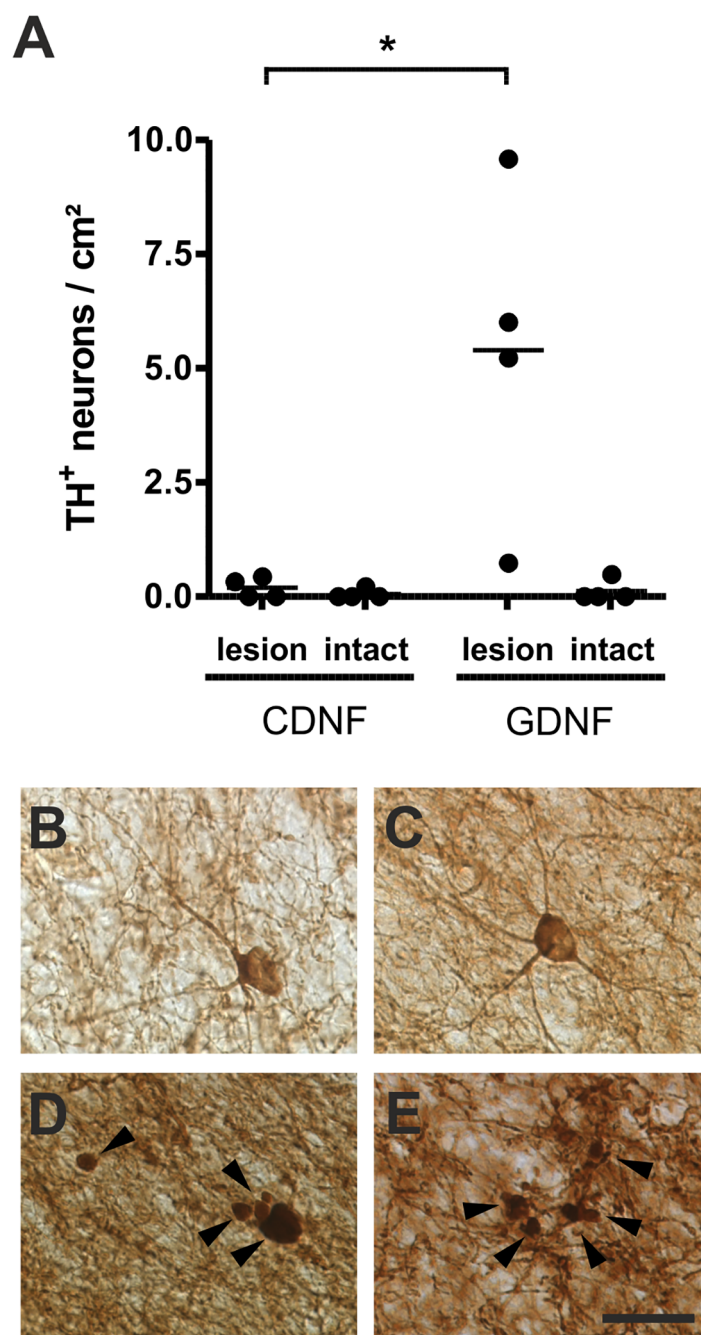 A
*
10.0
7.5
5.0
2.5
0.0
TH⁺ neurons / cm²
lesion intact lesion intact
CDNF GDNF
B C
D E